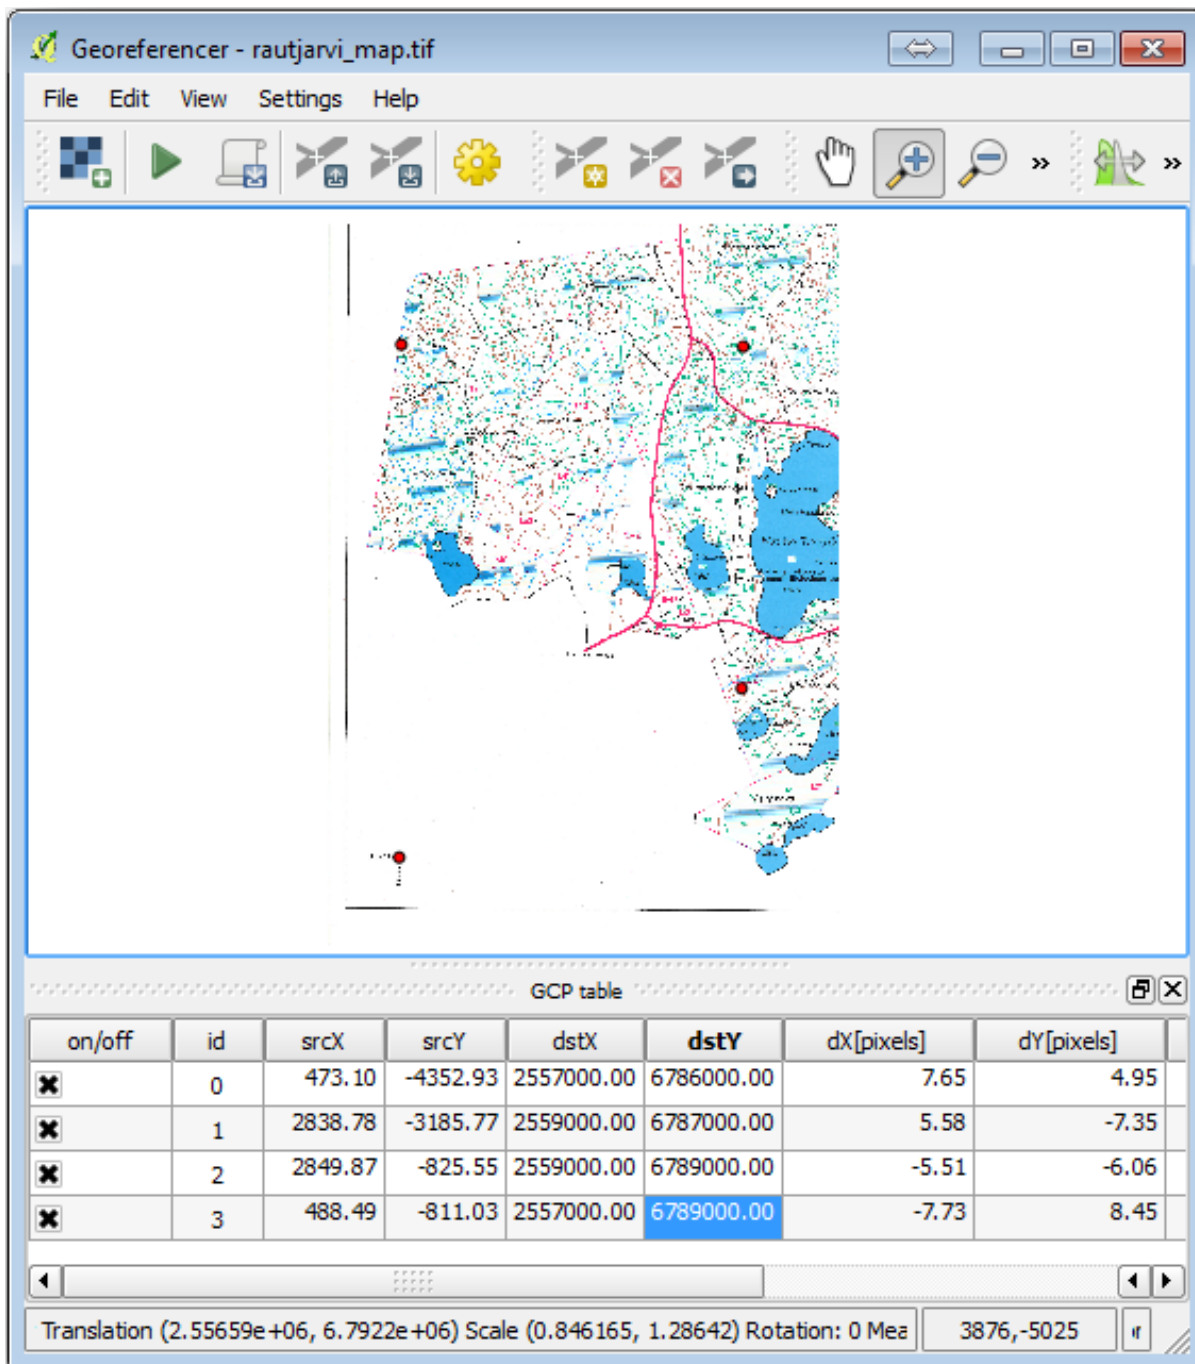 Georeferencer - rautjarvi_map.tif
File Edit View Settings Help
» »
GCP table
on/off id srcX srcY dstX dstY dX[pixels] dY[pixels]
0 473.10 -4352.93 2557000.00 6786000.00 7.65 4.95
1 2838.78 -3185.77 2559000.00 6787000.00 5.58 -7.35
2 2849.87 -825.55 2559000.00 6789000.00 -5.51 -6.06
3 488.49 -811.03 2557000.00 6789000.00 -7.73 8.45
Translation (2.55659e+06, 6.7922e+06) Scale (0.846165, 1.28642) Rotation: 0 Mea 3876,-5025